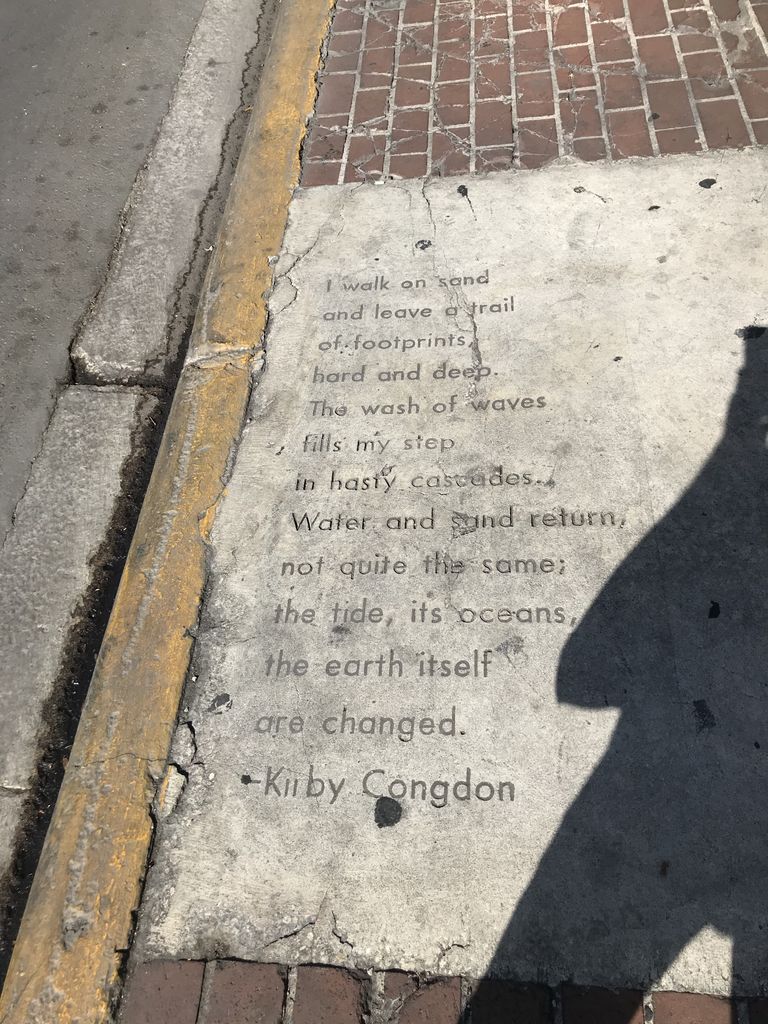 I walk on sand
and leave a trail
of footprints,
hard and deep.
The wash of waves
fills my step
in hasty cascades.
Water and sand return,
not quite the same;
the tide, its oceans,
the earth itself
are changed.
-Kirby Congdon